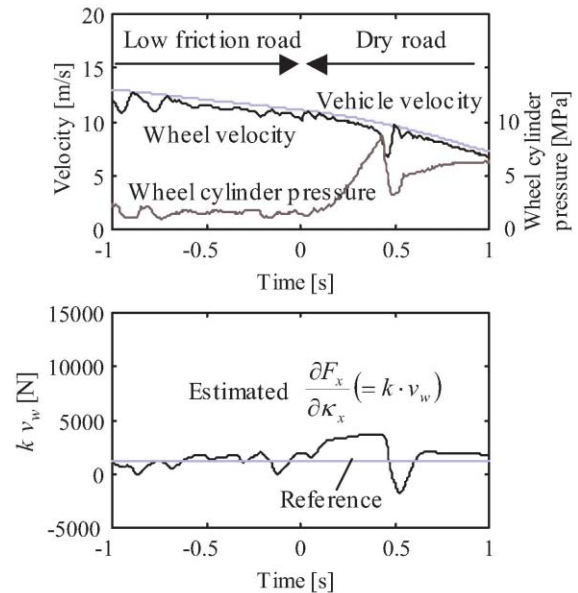 20
15
10
5
0
Velocity [m/s]
Low friction road
Dry road
Vehicle velocity
Wheel velocity
Wheel cylinder pressure
10
5
0
Wheel cylinder
pressure [MPa]
-1 -0.5 0 0.5 1
Time [s]
15000
10000
5000
0
-5000
k v_w [N]
Estimated ∂F_x/∂κ_x (= k · v_w)
Reference
-1 -0.5 0 0.5 1
Time [s]